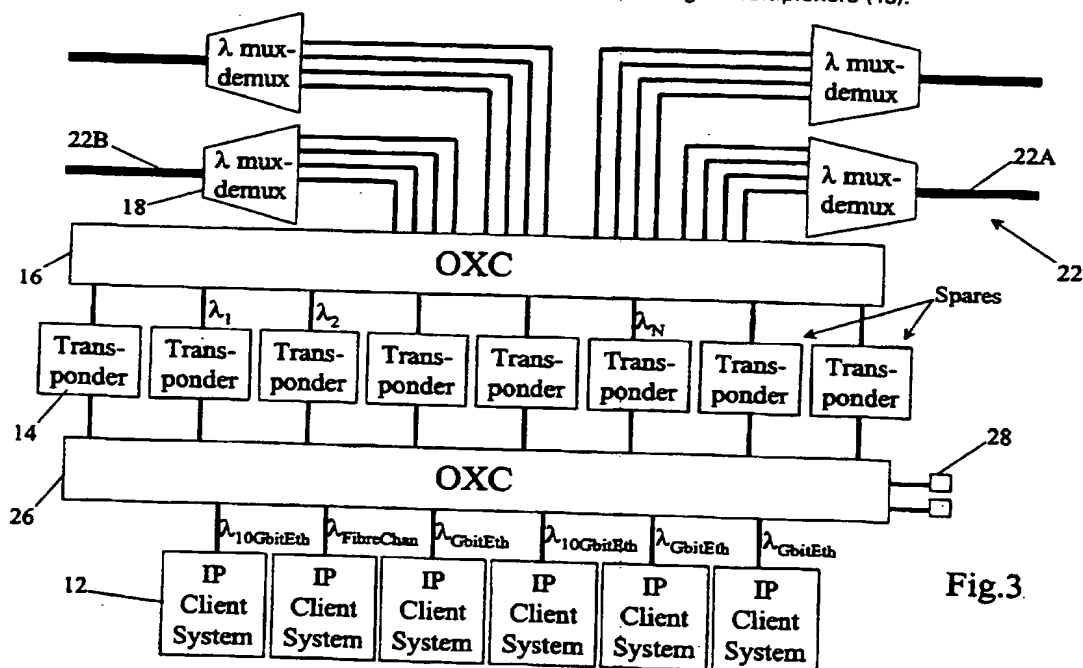 λ mux-
demux
λ mux-
demux
22B
λ mux-
demux
18
λ mux-
demux
22A
22
16
OXC
Spares
λ1
λ2
λN
Trans-
ponder
Trans-
ponder
Trans-
ponder
Trans-
ponder
Trans-
ponder
Trans-
ponder
Trans-
ponder
Trans-
ponder
14
28
26
OXC
λ10GbitEth
λFibreChan
λGbitEth
λ10GbitEth
λGbitEth
λGbitEth
12
IP
Client
System
IP
Client
System
IP
Client
System
IP
Client
System
IP
Client
System
IP
Client
System
Fig.3